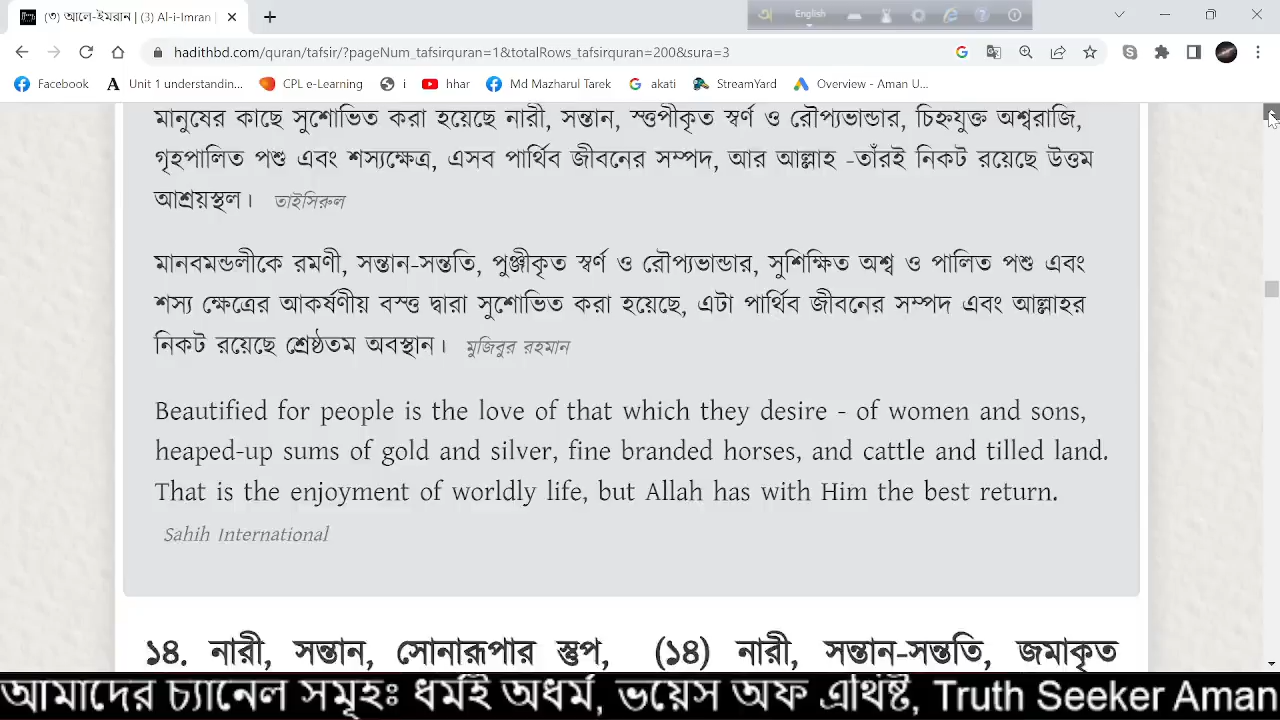 (৩) আলে-ইমরান | (3) Al-i-Imran |
English
hadithbd.com/quran/tafsir/?pageNum_tafsirquran=1&totalRows_tafsirquran=200&sura=3
Facebook Unit 1 understandin... CPL e-Learning i hnar Md Mazharul Tarek akati StreamYard Overview - Aman U...
মানুষের কাছে সুশোভিত করা হয়েছে নারী, সন্তান, স্তুপীকৃত স্বর্ণ ও রৌপ্যভান্ডার, চিহ্নযুক্ত অশ্বরাজি,
গৃহপালিত পশু এবং শস্যক্ষেত্র, এসব পার্থিব জীবনের সম্পদ, আর আল্লাহ -তাঁরই নিকট রয়েছে উত্তম
আশ্রয়স্থল। তাইসিরুল
মানবমন্ডলীকে রমণী, সন্তান-সন্ততি, পুঞ্জীকৃত স্বর্ণ ও রৌপ্যভান্ডার, সুশিক্ষিত অশ্ব ও পালিত পশু এবং
শস্য ক্ষেত্রের আকর্ষণীয় বস্তু দ্বারা সুশোভিত করা হয়েছে, এটা পার্থিব জীবনের সম্পদ এবং আল্লাহর
নিকট রয়েছে শ্রেষ্ঠতম অবস্থান। মুজিবুর রহমান
Beautified for people is the love of that which they desire - of women and sons,
heaped-up sums of gold and silver, fine branded horses, and cattle and tilled land.
That is the enjoyment of worldly life, but Allah has with Him the best return.
Sahih International
১৪. নারী, সন্তান, সোনারূপার স্তুপ, (১৪) নারী, সন্তান-সন্ততি, জমাকৃত
আমাদের চ্যানেল সমূহঃ ধর্মই অধর্ম, ভয়েস অফ এথিষ্ট, Truth Seeker Aman